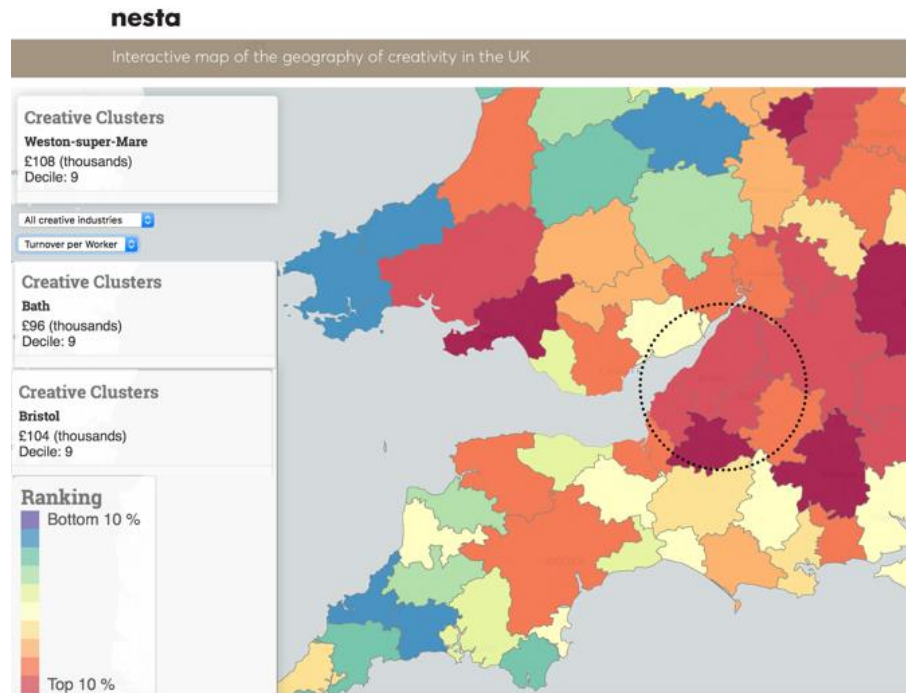 nesta
Interactive map of the geography of creativity in the UK
Creative Clusters
Weston-super-Mare
£108 (thousands)
Decile: 9
All creative industries
Turnover per Worker
Creative Clusters
Bath
£96 (thousands)
Decile: 9
Creative Clusters
Bristol
£104 (thousands)
Decile: 9
Ranking
Bottom 10 %
Top 10 %